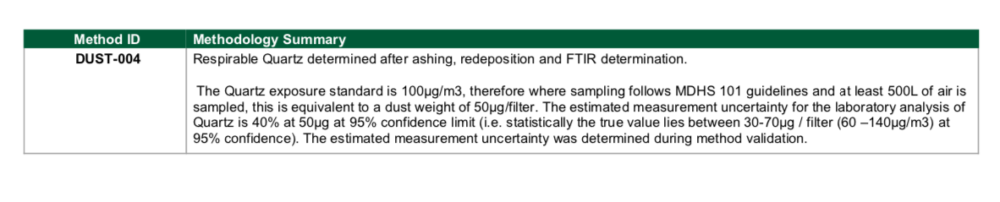 Method ID Methodology Summary
DUST-004 Respirable Quartz determined after ashing, redeposition and FTIR determination.
The Quartz exposure standard is 100µg/m3, therefore where sampling follows MDHS 101 guidelines and at least 500L of air is
sampled, this is equivalent to a dust weight of 50µg/filter. The estimated measurement uncertainty for the laboratory analysis of
Quartz is 40% at 50µg at 95% confidence limit (i.e. statistically the true value lies between 30-70µg / filter (60 –140µg/m3) at
95% confidence). The estimated measurement uncertainty was determined during method validation.